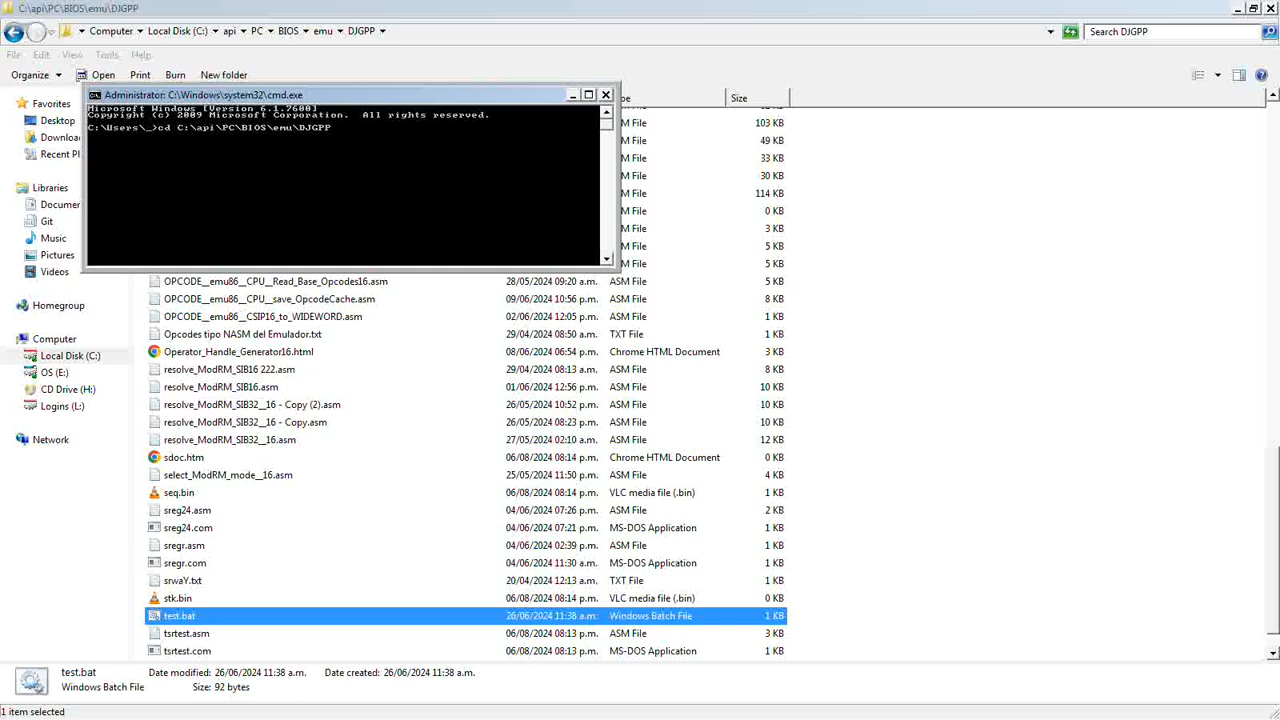 C:\api\PC\BIOS\emu\DJGPP
Computer Local Disk (C:) api PC BIOS emu DJGPP
Search DJGPP
File Edit View Tools Help
Organize Open Print Burn New folder
Administrator: C:\Windows\system32\cmd.exe
Microsoft Windows [Version 6.1.7600]
Copyright (c) 2009 Microsoft Corporation. All rights reserved.
C:\Users\_>cd C:\api\PC\BIOS\emu\DJGPP
Favorites
Desktop
Recent Pl
Libraries
Git
Music
Pictures
Videos
Homegroup
Computer
Local Disk (C:)
OS (E:)
CD Drive (H:)
Logins (L:)
Network
Size
103 KB
49 KB
33 KB
30 KB
114 KB
0 KB
3 KB
5 KB
5 KB
OPCODE__emu86__CPU__Read_Base_Opcodes16.asm 28/05/2024 09:20 a.m. ASM File 5 KB
OPCODE__emu86__CPU__save_OpcodeCache.asm 09/06/2024 10:56 p.m. ASM File 8 KB
OPCODE__emu86__CSIP16_to_WIDEWORD.asm 02/06/2024 12:05 p.m. ASM File 1 KB
Opcodes tipo NASM del Emulador.txt 29/04/2024 08:50 a.m. TXT File 1 KB
Operator_Handle_Generator16.html 08/06/2024 06:54 p.m. Chrome HTML Document 3 KB
resolve_ModRM_SIB16 222.asm 29/04/2024 08:13 a.m. ASM File 8 KB
resolve_ModRM_SIB16.asm 01/06/2024 12:56 p.m. ASM File 10 KB
resolve_ModRM_SIB32__16 - Copy (2).asm 26/05/2024 10:52 p.m. ASM File 10 KB
resolve_ModRM_SIB32__16 - Copy.asm 26/05/2024 08:23 p.m. ASM File 10 KB
resolve_ModRM_SIB32__16.asm 27/05/2024 02:10 a.m. ASM File 12 KB
sdoc.htm 06/08/2024 08:14 p.m. Chrome HTML Document 0 KB
select_ModRM_mode__16.asm 25/05/2024 11:50 p.m. ASM File 4 KB
seq.bin 06/08/2024 08:14 p.m. VLC media file (.bin) 1 KB
sreg24.asm 04/06/2024 07:26 p.m. ASM File 2 KB
sreg24.com 04/06/2024 07:21 p.m. MS-DOS Application 1 KB
sregr.asm 04/06/2024 02:39 p.m. ASM File 1 KB
sregr.com 04/06/2024 11:30 a.m. MS-DOS Application 1 KB
srwaY.txt 20/04/2024 12:13 a.m. TXT File 1 KB
stk.bin 06/08/2024 08:14 p.m. VLC media file (.bin) 0 KB
test.bat 26/06/2024 11:38 a.m. Windows Batch File 1 KB
tsrtest.asm 06/08/2024 08:13 p.m. ASM File 3 KB
tsrtest.com 06/08/2024 08:13 p.m. MS-DOS Application 1 KB
test.bat Date modified: 26/06/2024 11:38 a.m. Date created: 26/06/2024 11:38 a.m.
Windows Batch File Size: 92 bytes
1 item selected